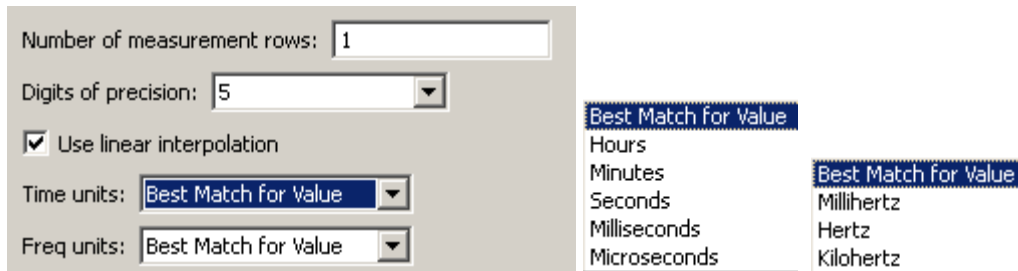 Number of measurement rows: 1
Digits of precision: 5
Use linear interpolation
Time units: Best Match for Value
Freq units: Best Match for Value
Best Match for Value
Hours
Minutes
Seconds
Milliseconds
Microseconds
Best Match for Value
Millihertz
Hertz
Kilohertz